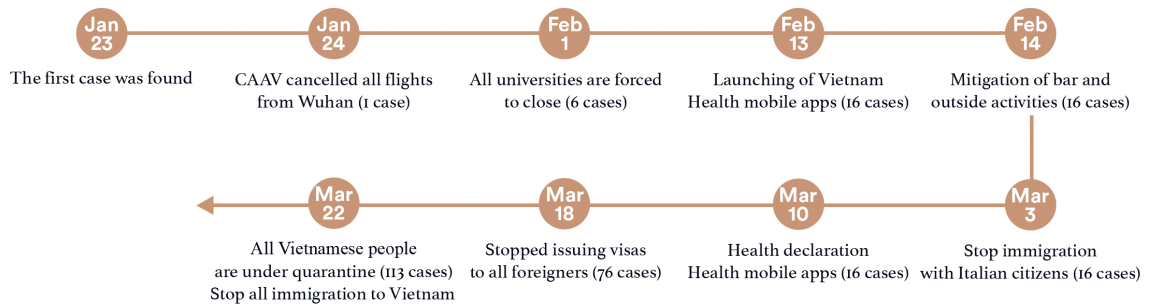 Jan
23
The first case was found
Jan
24
CAAV cancelled all flights
from Wuhan (1 case)
Feb
1
All universities are forced
to close (6 cases)
Feb
13
Launching of Vietnam
Health mobile apps (16 cases)
Feb
14
Mitigation of bar and
outside activities (16 cases)
Mar
3
Stop immigration
with Italian citizens (16 cases)
Mar
10
Health declaration
Health mobile apps (16 cases)
Mar
18
Stopped issuing visas
to all foreigners (76 cases)
Mar
22
All Vietnamese people
are under quarantine (113 cases)
Stop all immigration to Vietnam